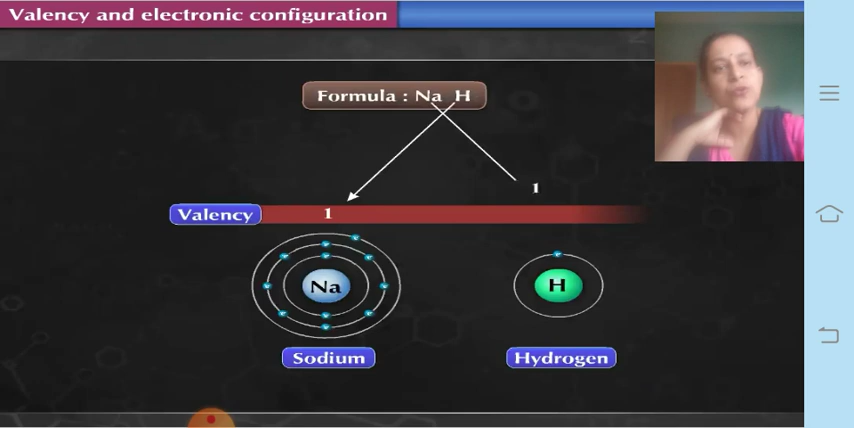 Valency and electronic configuration
Formula : Na H
1
Valency 1
Na H
Sodium Hydrogen